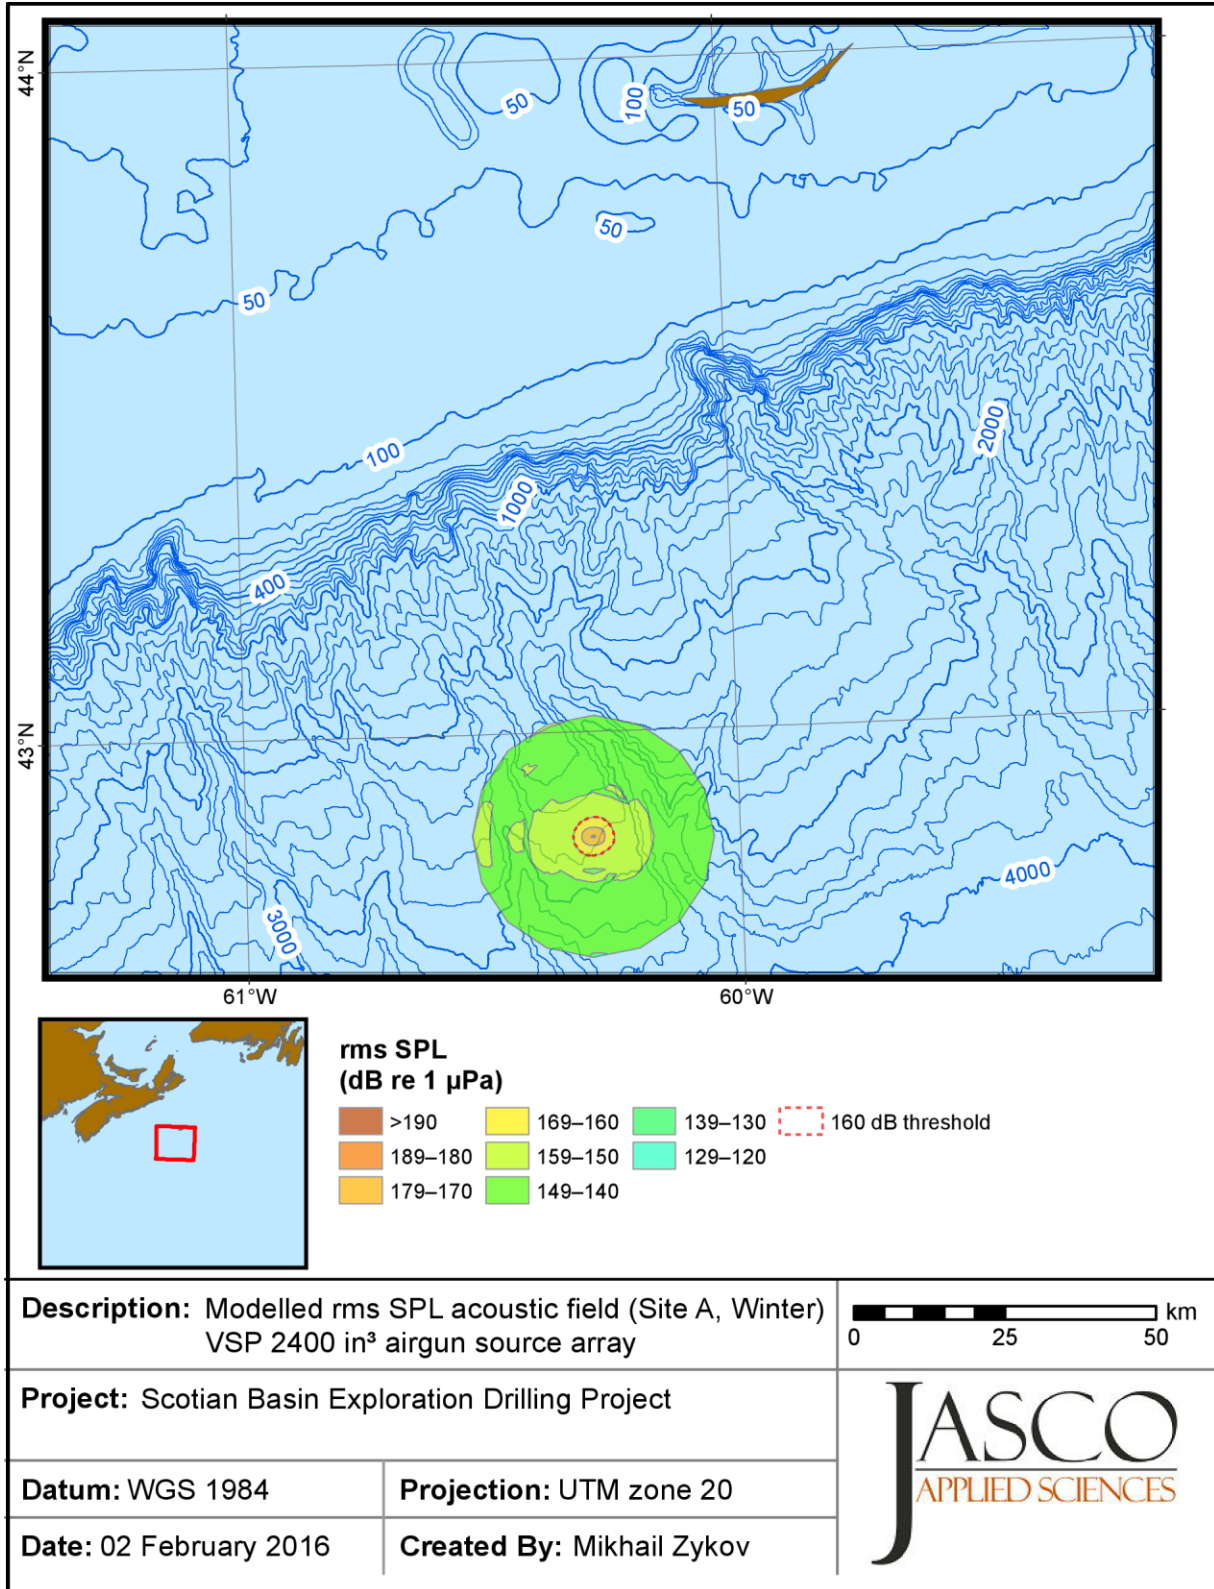 44°N
50
100
50
50
50
2000
100
1000
400
43°N
4000
3000
61°W
60°W
rms SPL
(dB re 1 µPa)
>190
169–160
139–130
160 dB threshold
189–180
159–150
129–120
179–170
149–140
Description: Modelled rms SPL acoustic field (Site A, Winter)
VSP 2400 in³ airgun source array
km
0
25
50
Project: Scotian Basin Exploration Drilling Project
JASCO
APPLIED SCIENCES
Datum: WGS 1984
Projection: UTM zone 20
Date: 02 February 2016
Created By: Mikhail Zykov